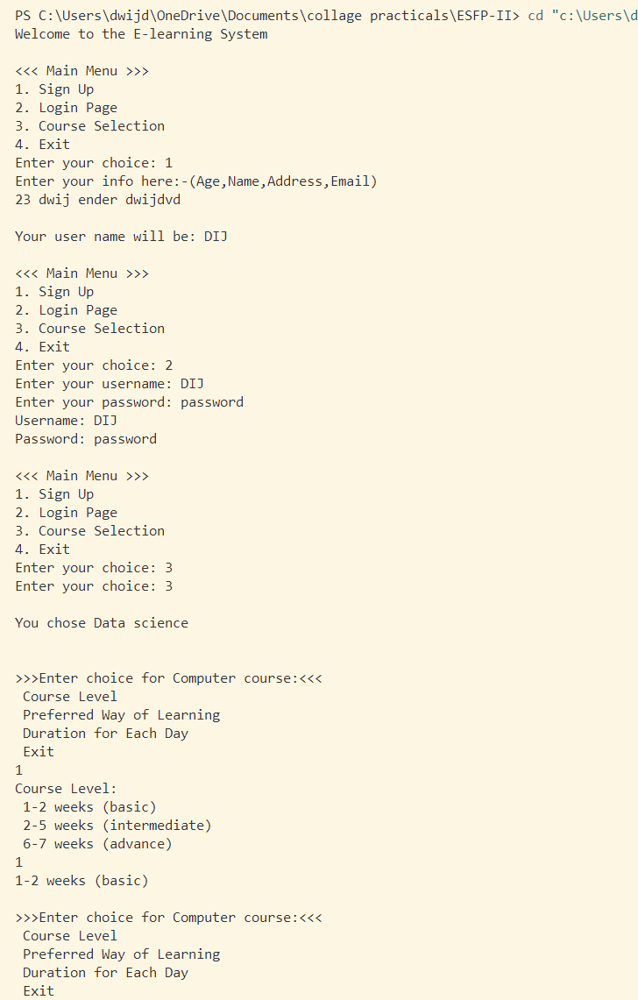 PS C:\Users\dwijd\OneDrive\Documents\collage practicals\ESFP-II> cd "c:\Users\d
Welcome to the E-learning System
<<< Main Menu >>>
1. Sign Up
2. Login Page
3. Course Selection
4. Exit
Enter your choice: 1
Enter your info here:-(Age,Name,Address,Email)
23 dwij ender dwijdvd
Your user name will be: DIJ
<<< Main Menu >>>
1. Sign Up
2. Login Page
3. Course Selection
4. Exit
Enter your choice: 2
Enter your username: DIJ
Enter your password: password
Username: DIJ
Password: password
<<< Main Menu >>>
1. Sign Up
2. Login Page
3. Course Selection
4. Exit
Enter your choice: 3
Enter your choice: 3
You chose Data science
>>>Enter choice for Computer course:<<<
Course Level
Preferred Way of Learning
Duration for Each Day
Exit
1
Course Level:
1-2 weeks (basic)
2-5 weeks (intermediate)
6-7 weeks (advance)
1
1-2 weeks (basic)
>>>Enter choice for Computer course:<<<
Course Level
Preferred Way of Learning
Duration for Each Day
Exit